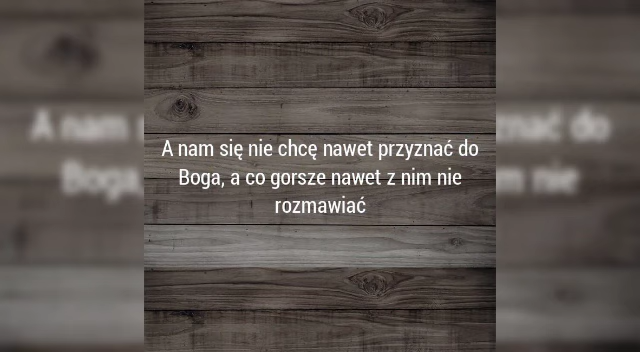 A nam się nie chcę nawet przyznać do
Boga, a co gorsze nawet z nim nie
rozmawiać